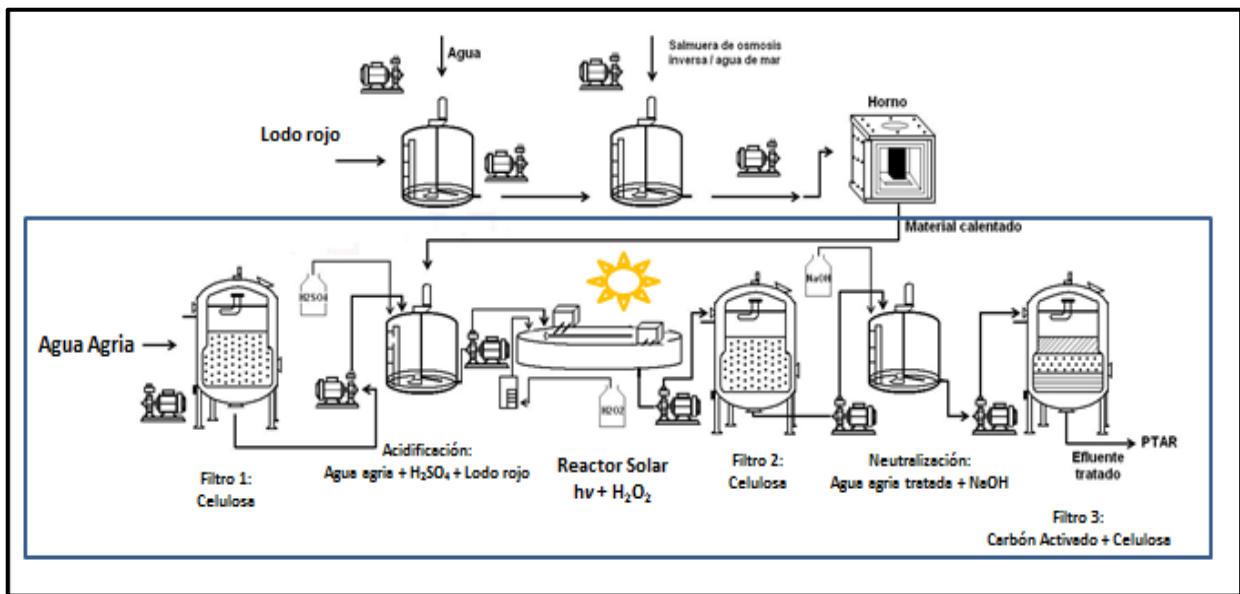 Agua
Salmuera de osmosis
inversa / agua de mar
Horno
Lodo rojo
Material calentado
H2SO4
NaOH
Agua Agria
H2O2
PTAR
Efluente
tratado
Filtro 1:
Celulosa
Acidificación:
Agua agria + H₂SO₄ + Lodo rojo
Reactor Solar
hν + H₂O₂
Filtro 2:
Celulosa
Neutralización:
Agua agria tratada + NaOH
Filtro 3:
Carbón Activado + Celulosa